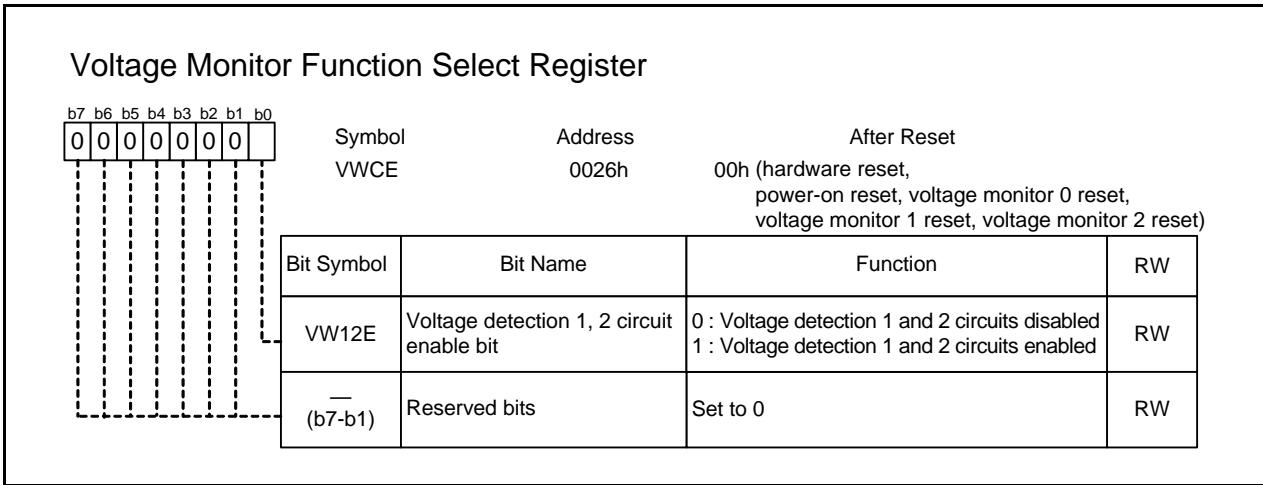 Voltage Monitor Function Select Register
b7 b6 b5 b4 b3 b2 b1 b0
0 0 0 0 0 0 0
Symbol Address After Reset
VWCE 0026h 00h (hardware reset,
power-on reset, voltage monitor 0 reset,
voltage monitor 1 reset, voltage monitor 2 reset)
Bit Symbol Bit Name Function RW
VW12E Voltage detection 1, 2 circuit enable bit 0 : Voltage detection 1 and 2 circuits disabled
1 : Voltage detection 1 and 2 circuits enabled RW
—
(b7-b1) Reserved bits Set to 0 RW